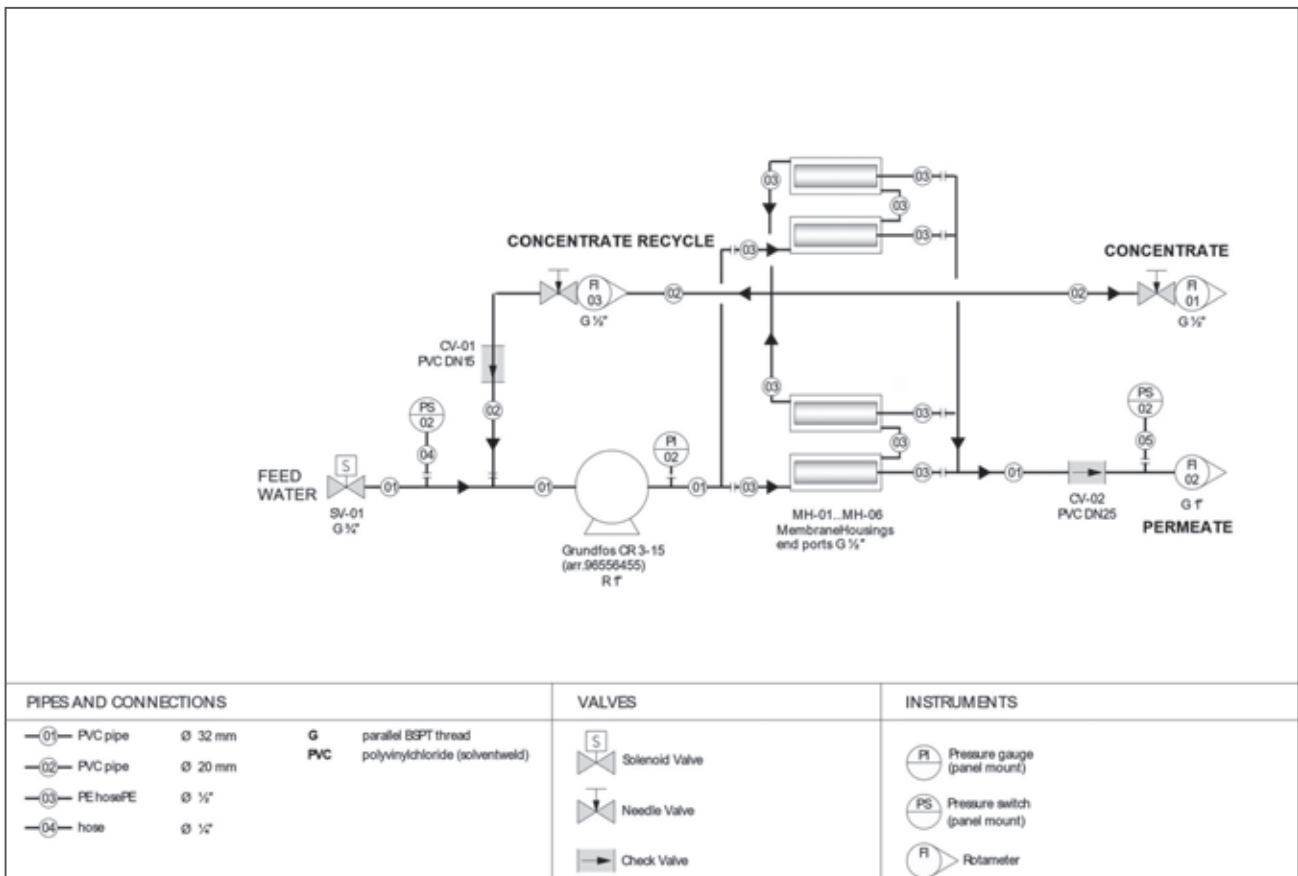 03
03
03
03
CONCENTRATE RECYCLE
03
CONCENTRATE
FI
03
02
02
FI
01
G ½"
G ½"
CV-01
PVC DN15
PS
02
02
03
03
PS
02
04
PI
02
03
05
FEED
WATER
S
01
01
01
03
03
01
FI
02
SV-01
G ¾"
MH-01...MH-06
MembraneHousings
end ports G ½"
CV-02
PVC DN25
G 1"
PERMEATE
Grundfos CR 3-15
(arr.96556455)
R 1"
PIPES AND CONNECTIONS
01 PVC pipe Ø 32 mm
02 PVC pipe Ø 20 mm
03 PE hosePE Ø ½"
04 hose Ø ¼"
G parallel BSPT thread
PVC polyvinylchloride (solventweld)
VALVES
S Solenoid Valve
Needle Valve
Check Valve
INSTRUMENTS
PI Pressure gauge
(panel mount)
PS Pressure switch
(panel mount)
FI Rotameter